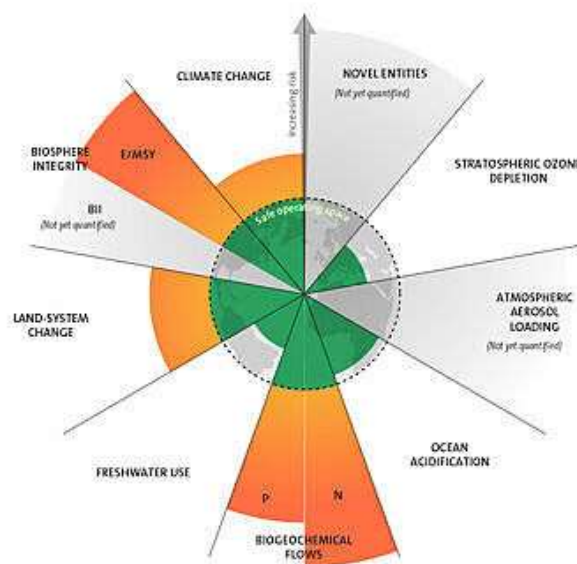 CLIMATE CHANGE
Increasing risk
NOVEL ENTITIES
(Not yet quantified)
STRATOSPHERIC OZONE
DEPLETION
ATMOSPHERIC
AEROSOL
LOADING
(Not yet quantified)
OCEAN
ACIDIFICATION
N
P
BIOGEOCHEMICAL
FLOWS
FRESHWATER USE
LAND-SYSTEM
CHANGE
BIOSPHERE
INTEGRITY
E/MSY
BII
(Not yet quantified)
Safe operating space